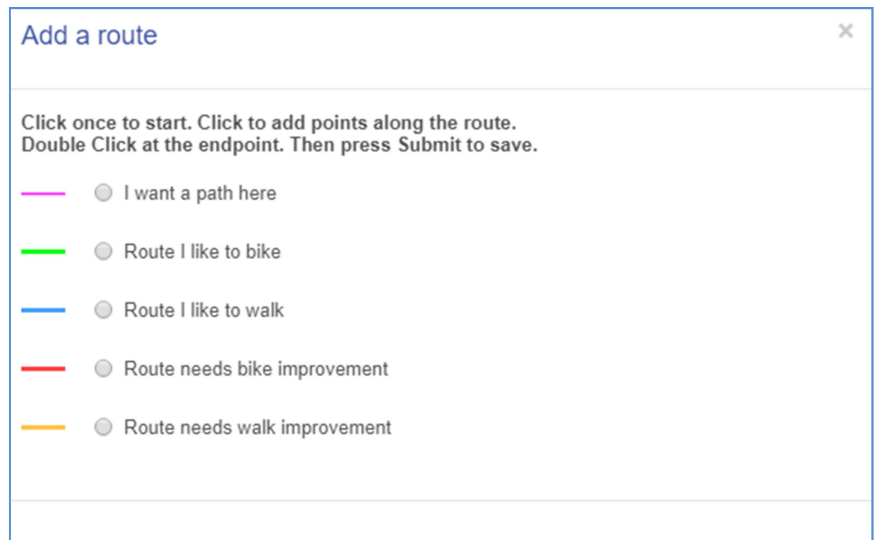 Add a route
×
Click once to start. Click to add points along the route.
Double Click at the endpoint. Then press Submit to save.
I want a path here
Route I like to bike
Route I like to walk
Route needs bike improvement
Route needs walk improvement